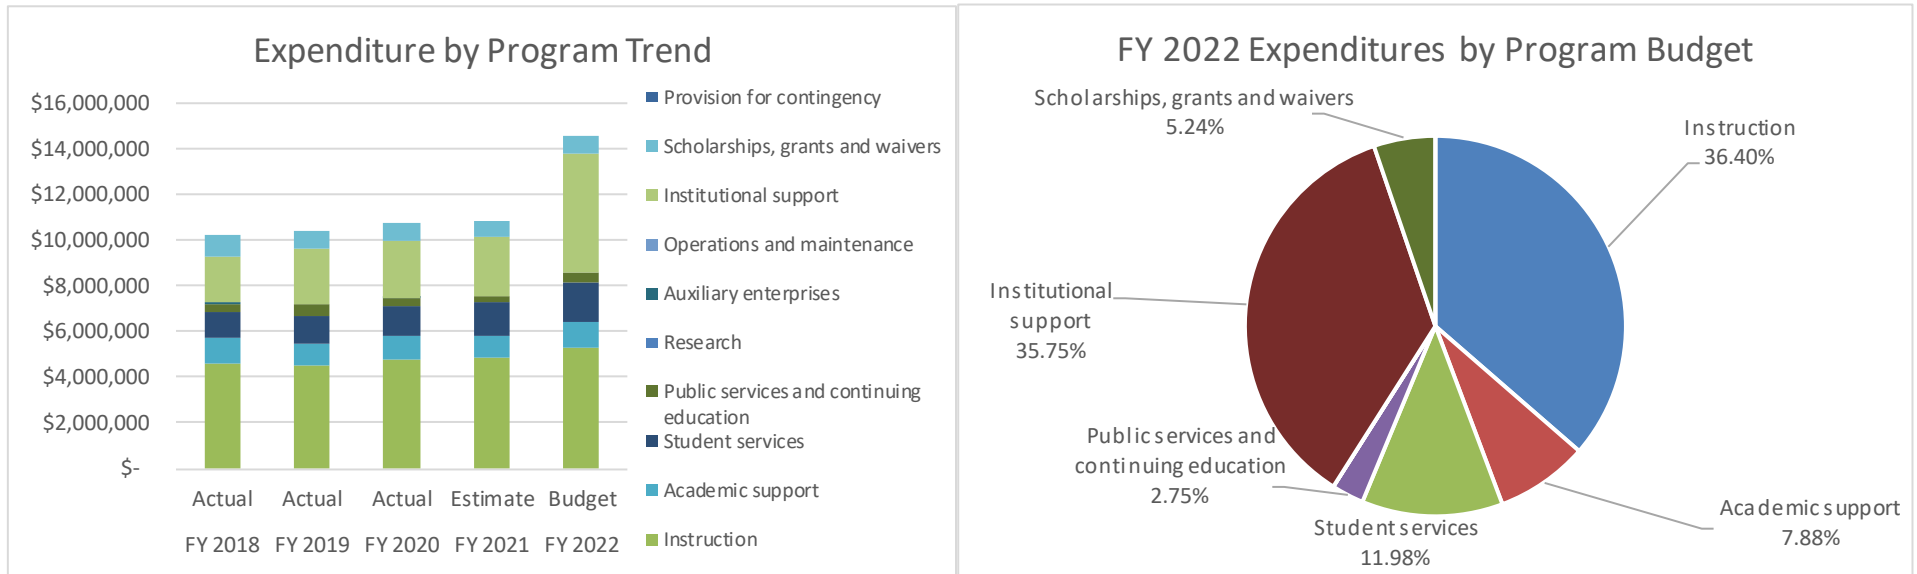 Expenditure by Program Trend
$16,000,000
$14,000,000
$12,000,000
$10,000,000
$8,000,000
$6,000,000
$4,000,000
$2,000,000
$-
Actual Actual Actual Estimate Budget
FY 2018 FY 2019 FY 2020 FY 2021 FY 2022
Provision for contingency
Scholarships, grants and waivers
Institutional support
Operations and maintenance
Auxiliary enterprises
Research
Public services and continuing
education
Student services
Academic support
Instruction
FY 2022 Expenditures by Program Budget
Scholarships, grants and waivers
5.24%
Instruction
36.40%
Institutional
support
35.75%
Public services and
continuing education
2.75%
Student services
11.98%
Academic support
7.88%